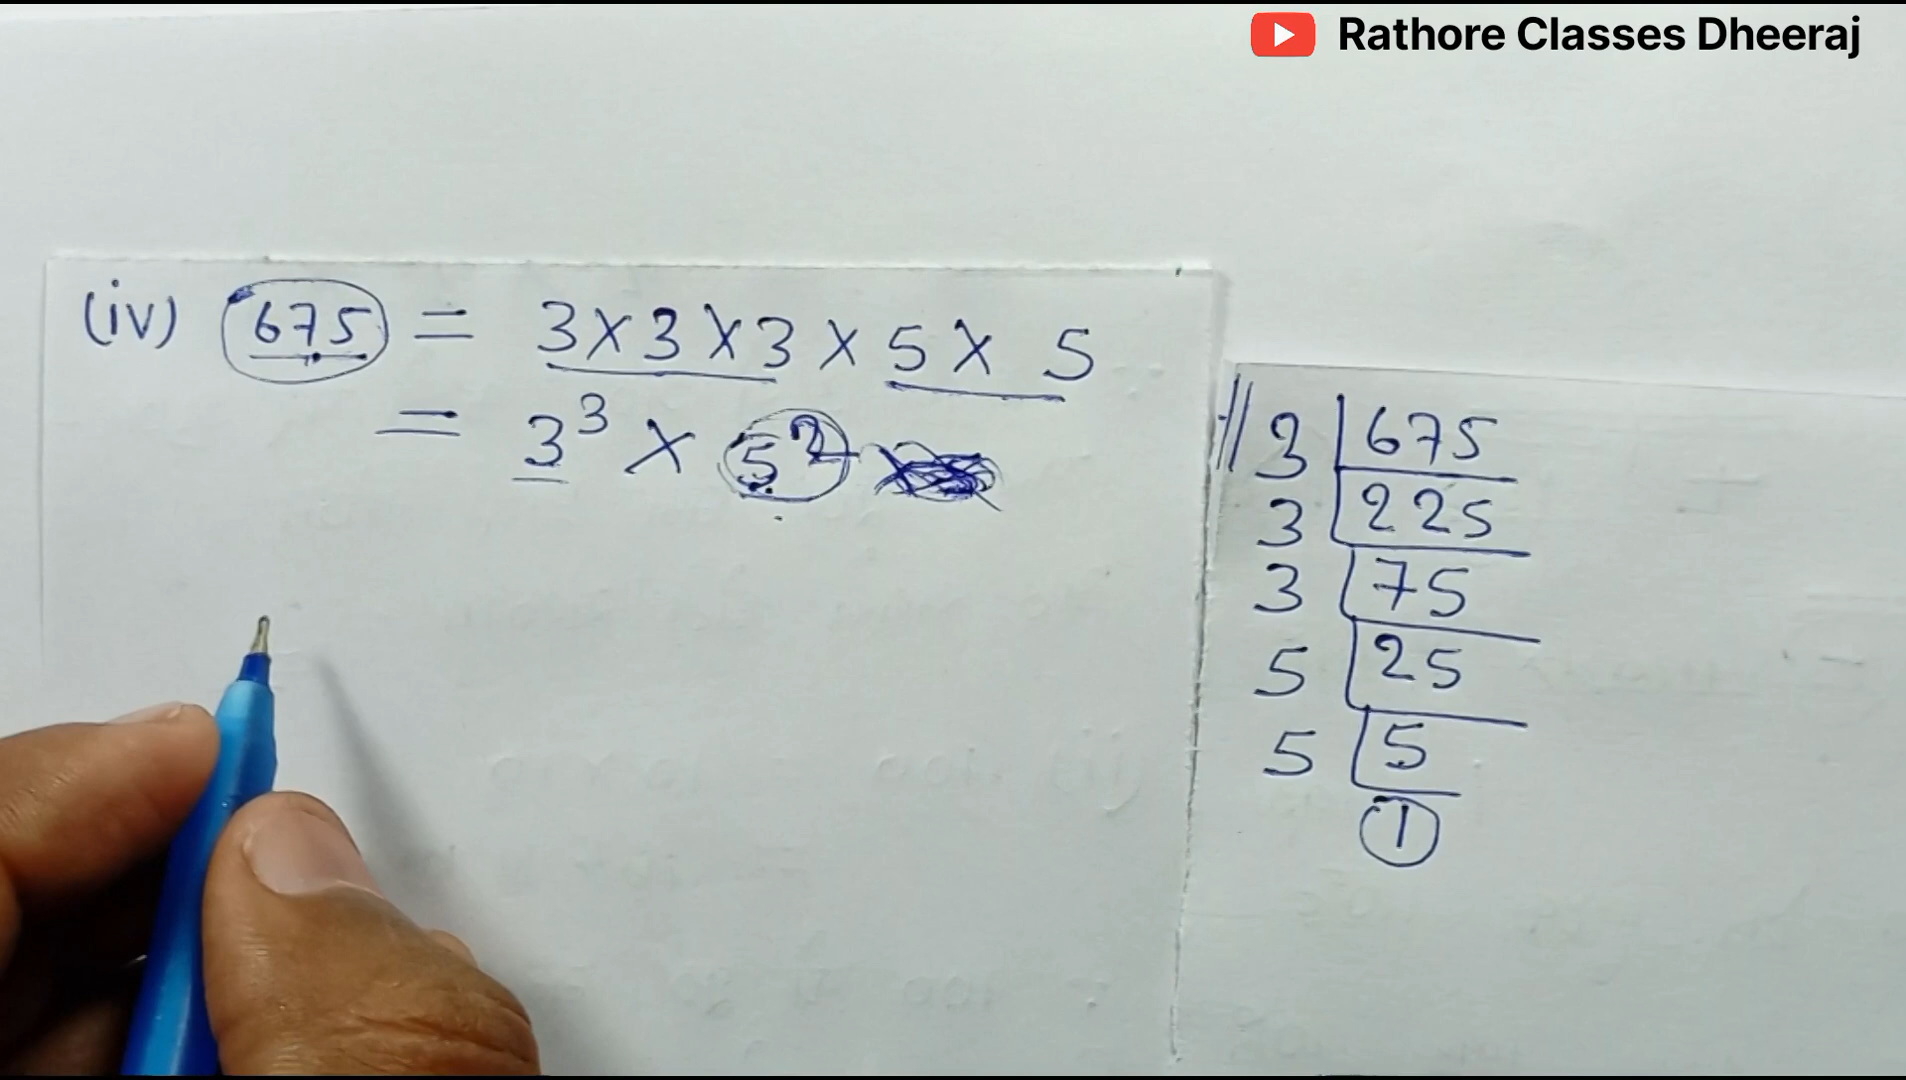 Rathore Classes Dheeraj
(iv) 675 = 3 × 3 × 3 × 5 × 5
= 3³ × 5²
3 | 675
3 | 225
3 | 75
5 | 25
5 | 5
1